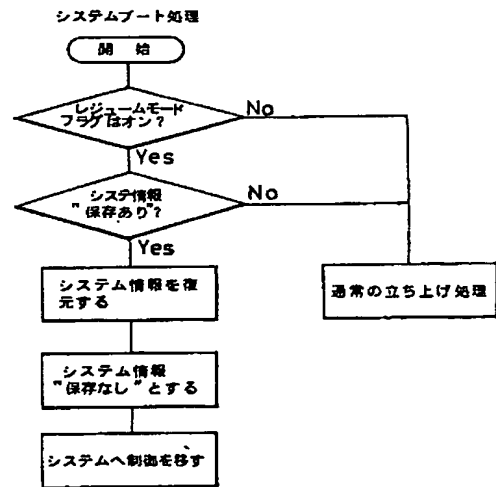 システムブート処理
開始
レジュームモード
フラグはオン?
No
Yes
システ情報
"保存あり"?
No
Yes
システム情報を復
元する
通常の立ち上げ処理
システム情報
"保存なし"とする
システムへ制御を移す